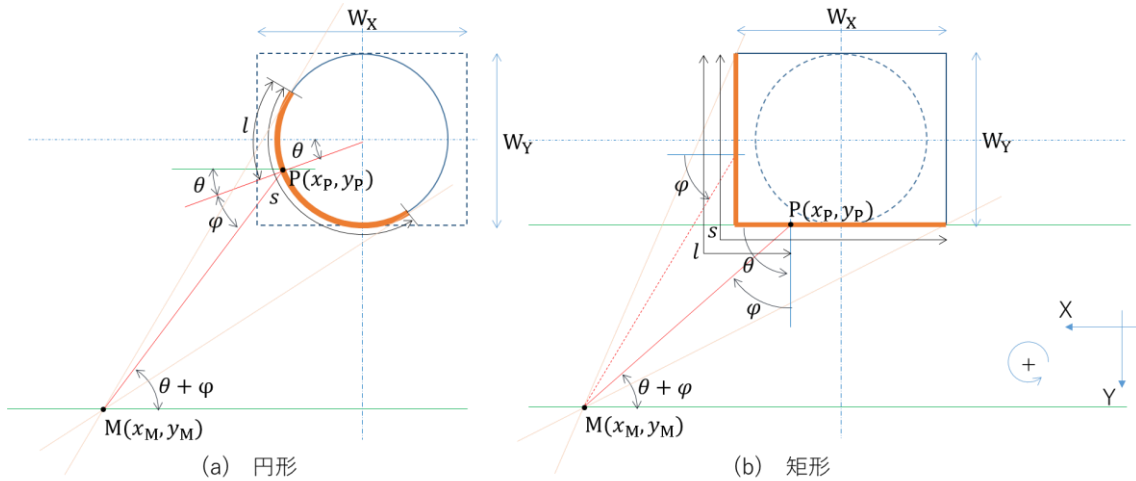 W_X
W_Y
l
θ
θ
P(x_P, y_P)
s
φ
θ + φ
M(x_M, y_M)
(a) 円形
W_X
W_Y
φ
P(x_P, y_P)
s
l
θ
φ
θ + φ
M(x_M, y_M)
X
+
Y
(b) 矩形